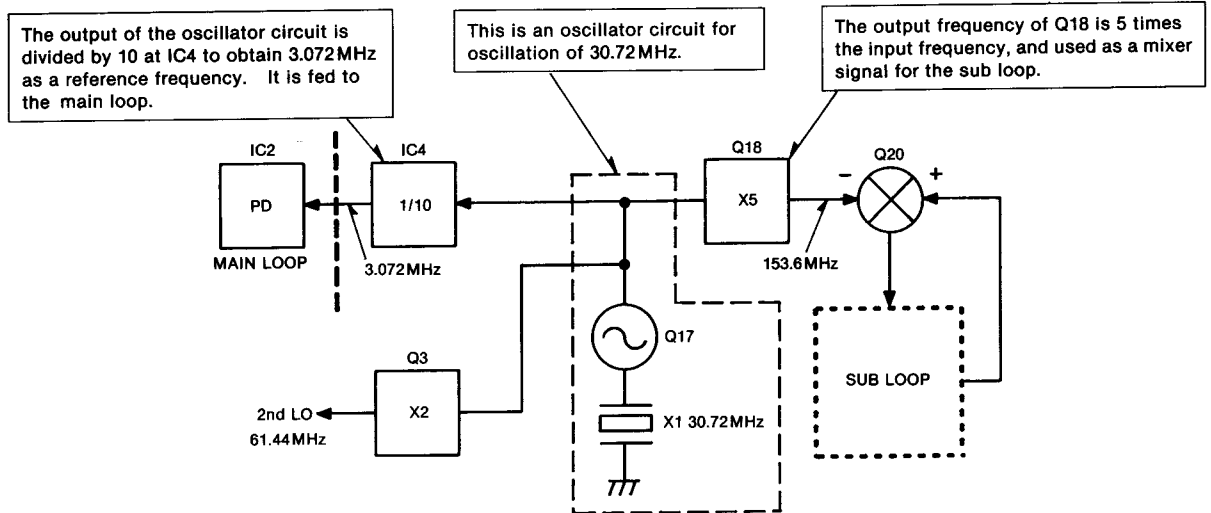 The output of the oscillator circuit is
divided by 10 at IC4 to obtain 3.072MHz
as a reference frequency. It is fed to
the main loop.
This is an oscillator circuit for
oscillation of 30.72MHz.
The output frequency of Q18 is 5 times
the input frequency, and used as a mixer
signal for the sub loop.
IC2
PD
MAIN LOOP
IC4
1/10
3.072MHz
Q18
X5
153.6MHz
Q20
-
+
Q17
X1 30.72MHz
SUB LOOP
Q3
X2
2nd LO
61.44MHz